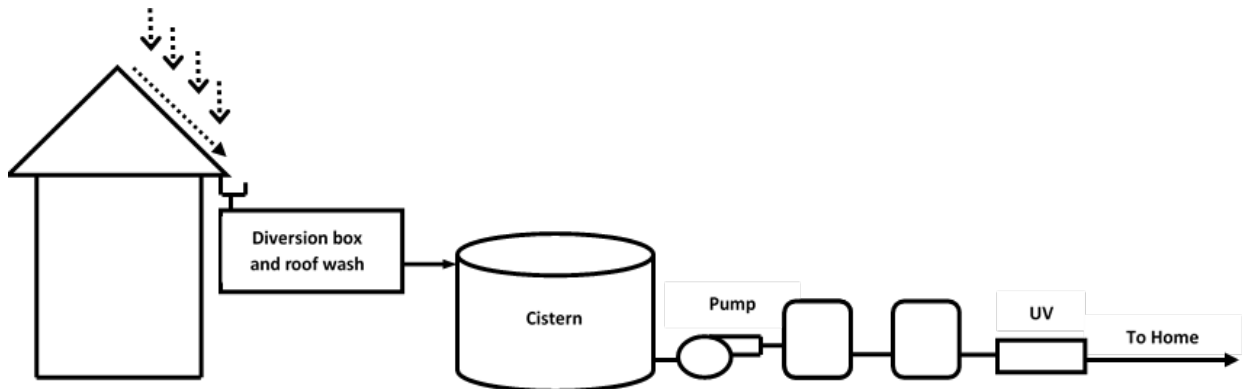 Diversion box
and roof wash
Cistern
Pump
UV
To Home